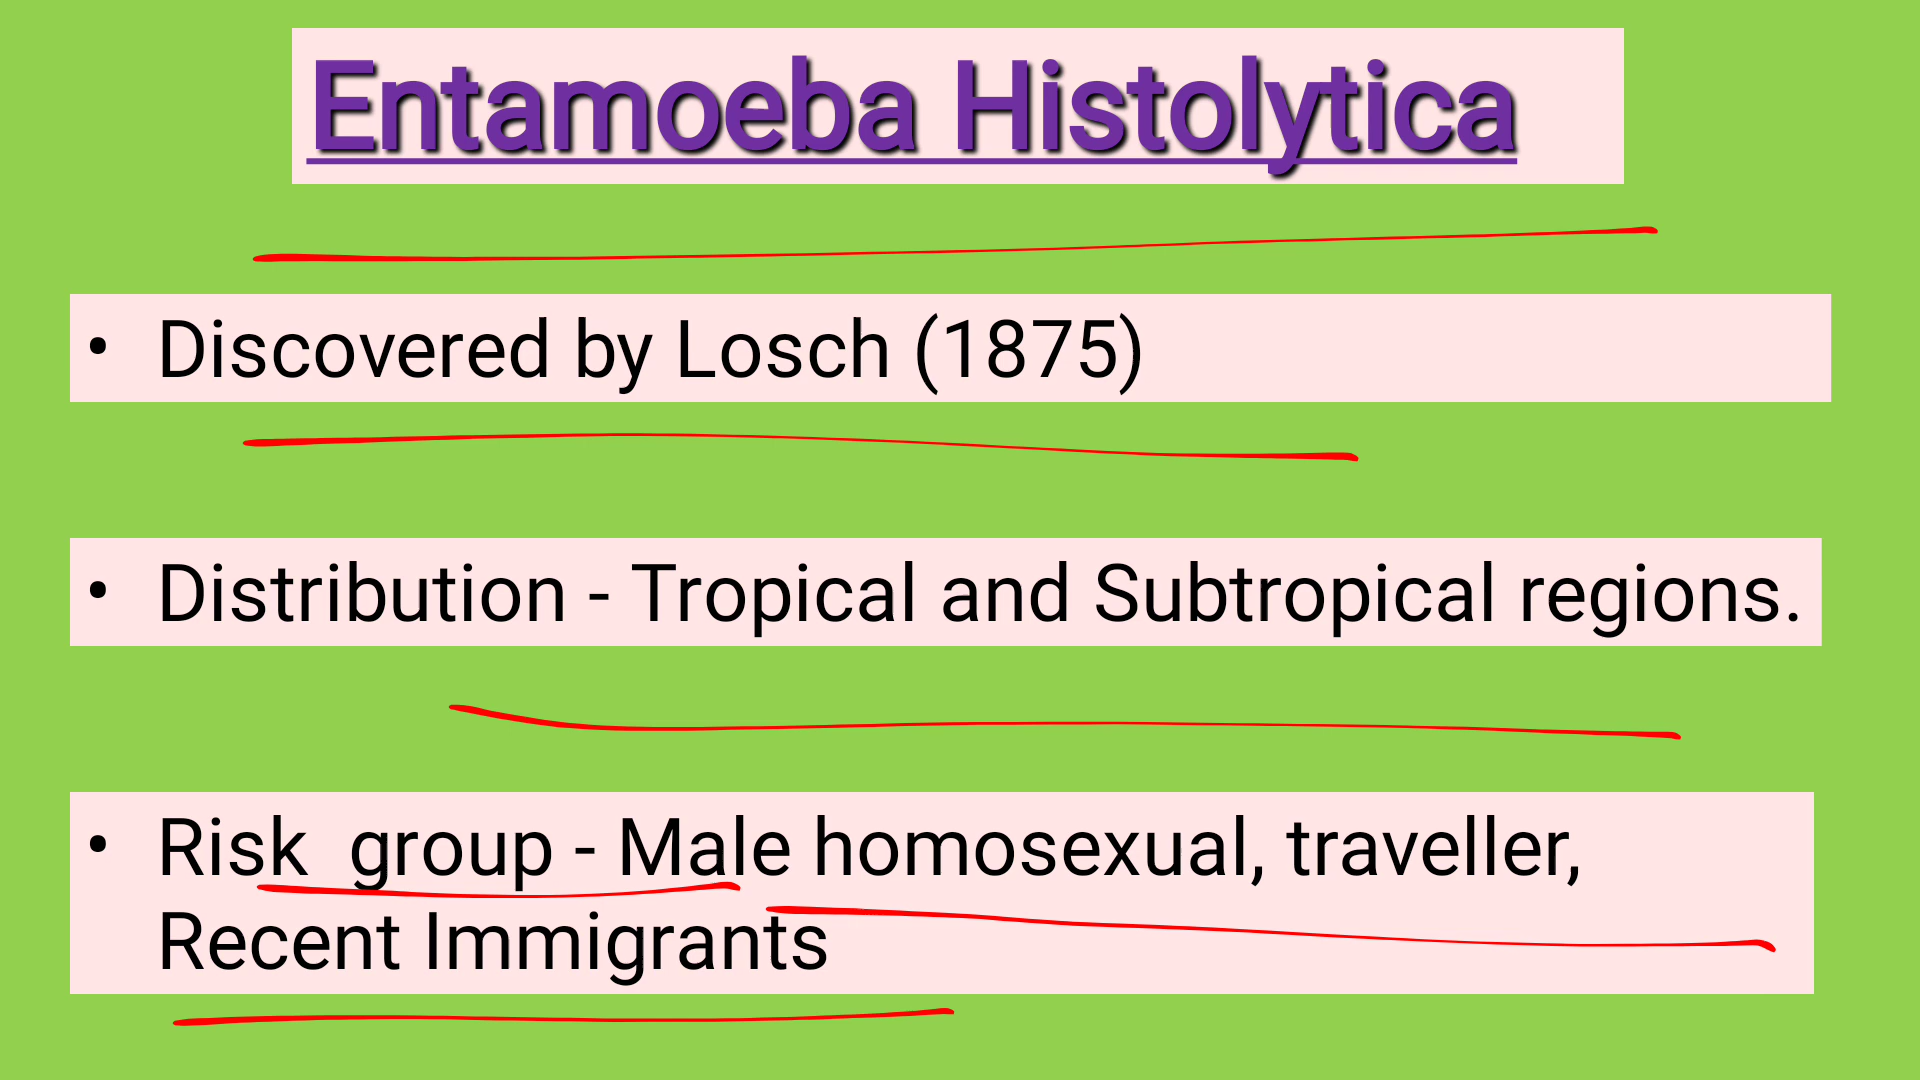 Entamoeba Histolytica
• Discovered by Losch (1875)
• Distribution - Tropical and Subtropical regions.
• Risk  group - Male homosexual, traveller,
Recent Immigrants